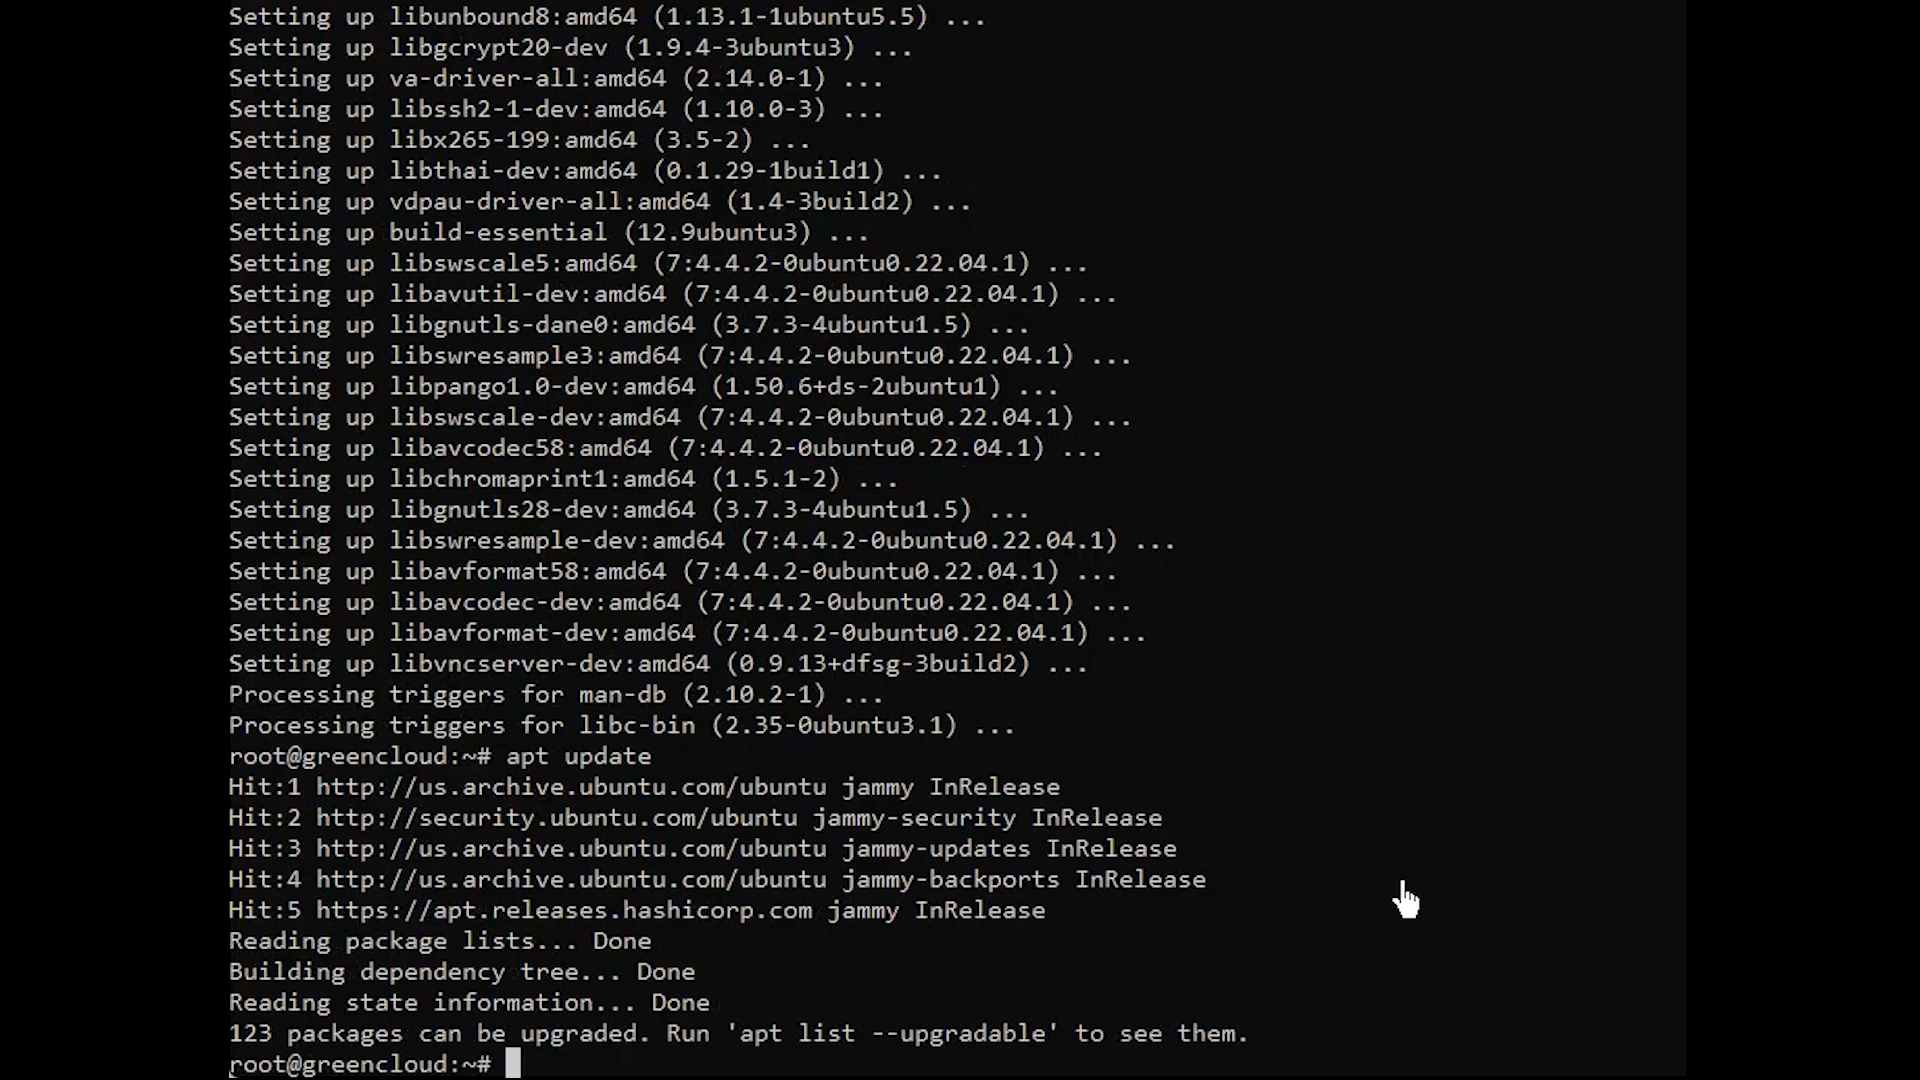 Setting up libunbound8:amd64 (1.13.1-1ubuntu5.5) ...
Setting up libgcrypt20-dev (1.9.4-3ubuntu3) ...
Setting up va-driver-all:amd64 (2.14.0-1) ...
Setting up libssh2-1-dev:amd64 (1.10.0-3) ...
Setting up libx265-199:amd64 (3.5-2) ...
Setting up libthai-dev:amd64 (0.1.29-1build1) ...
Setting up vdpau-driver-all:amd64 (1.4-3build2) ...
Setting up build-essential (12.9ubuntu3) ...
Setting up libswscale5:amd64 (7:4.4.2-0ubuntu0.22.04.1) ...
Setting up libavutil-dev:amd64 (7:4.4.2-0ubuntu0.22.04.1) ...
Setting up libgnutls-dane0:amd64 (3.7.3-4ubuntu1.5) ...
Setting up libswresample3:amd64 (7:4.4.2-0ubuntu0.22.04.1) ...
Setting up libpango1.0-dev:amd64 (1.50.6+ds-2ubuntu1) ...
Setting up libswscale-dev:amd64 (7:4.4.2-0ubuntu0.22.04.1) ...
Setting up libavcodec58:amd64 (7:4.4.2-0ubuntu0.22.04.1) ...
Setting up libchromaprint1:amd64 (1.5.1-2) ...
Setting up libgnutls28-dev:amd64 (3.7.3-4ubuntu1.5) ...
Setting up libswresample-dev:amd64 (7:4.4.2-0ubuntu0.22.04.1) ...
Setting up libavformat58:amd64 (7:4.4.2-0ubuntu0.22.04.1) ...
Setting up libavcodec-dev:amd64 (7:4.4.2-0ubuntu0.22.04.1) ...
Setting up libavformat-dev:amd64 (7:4.4.2-0ubuntu0.22.04.1) ...
Setting up libvncserver-dev:amd64 (0.9.13+dfsg-3build2) ...
Processing triggers for man-db (2.10.2-1) ...
Processing triggers for libc-bin (2.35-0ubuntu3.1) ...
root@greencloud:~# apt update
Hit:1 http://us.archive.ubuntu.com/ubuntu jammy InRelease
Hit:2 http://security.ubuntu.com/ubuntu jammy-security InRelease
Hit:3 http://us.archive.ubuntu.com/ubuntu jammy-updates InRelease
Hit:4 http://us.archive.ubuntu.com/ubuntu jammy-backports InRelease
Hit:5 https://apt.releases.hashicorp.com jammy InRelease
Reading package lists... Done
Building dependency tree... Done
Reading state information... Done
123 packages can be upgraded. Run 'apt list --upgradable' to see them.
root@greencloud:~#